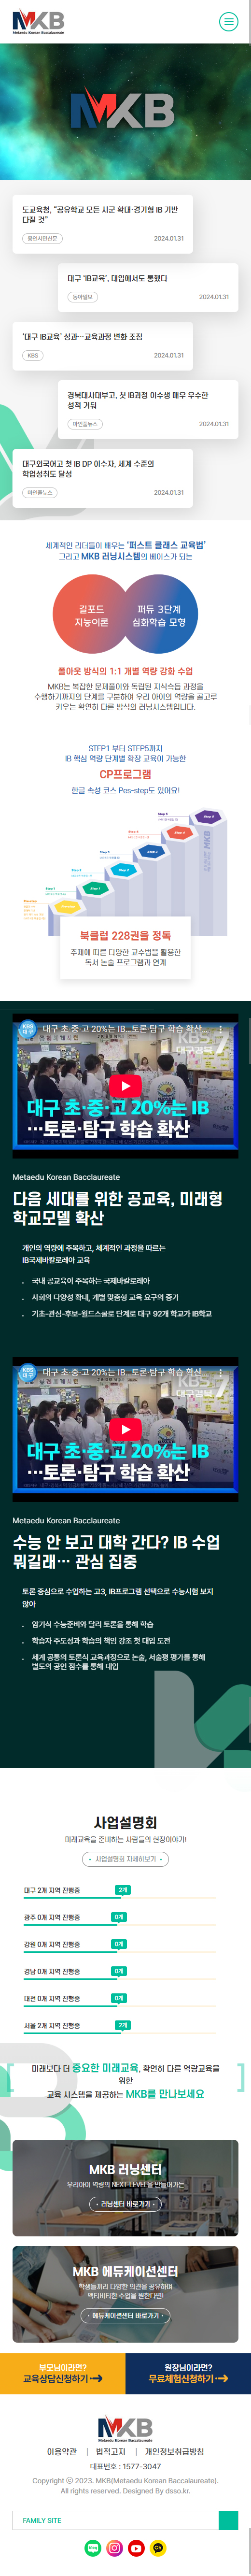 MKB
Metaedu Korean Baccalaureate
MKB
도교육청, "공유학교 모든 시군 확대·경기형 IB 기반
다질 것"
용인시민신문
2024.01.31
대구 'IB교육', 대입에서도 통했다
동아일보
2024.01.31
'대구 IB교육' 성과…교육과정 변화 조짐
KBS
2024.01.31
경북대사대부고, 첫 IB과정 이수생 매우 우수한
성적 거둬
마인풀뉴스
2024.01.31
대구외국어고 첫 IB DP 이수자, 세계 수준의
학업성취도 달성
마인풀뉴스
2024.01.31
세계적인 리더들이 배우는 '퍼스트 클래스 교육법'
그리고 MKB 러닝시스템의 베이스가 되는
길포드
지능이론
퍼듀 3단계
심화학습 모형
폴아웃 방식의 1:1 개별 역량 강화 수업
MKB는 복잡한 문제풀이와 독립된 지식습득 과정을
수행하기까지의 단계를 구분하여 우리 아이의 역량을 골고루
키우는 확연히 다른 방식의 러닝시스템입니다.
STEP1 부터 STEP5까지
IB 핵심 역량 단계별 확장 교육이 가능한
CP프로그램
한글 속성 코스 Pes-step도 있어요!
북클럽 228권을 정독
주제에 따른 다양한 교수법을 활용한
독서 논술 프로그램과 연계
KBS
대구
대구 초·중·고 20%는 IB…토론·탐구 학습 확산...
KBS
대구 초·중·고 20%는 IB
…토론·탐구 학습 확산
Metaedu Korean Bacclaureate
다음 세대를 위한 공교육, 미래형
학교모델 확산
개인의 역량에 주목하고, 세계적인 과정을 따르는
IB국제바칼로레아 교육
국내 공교육이 주목하는 국제바칼로레아
사회의 다양성 확대, 개별 맞춤형 교육 요구의 증가
기초-관심-후보-월드스쿨로 단계로 대구 92개 학교가 IB학교
KBS
대구
대구 초·중·고 20%는 IB…토론·탐구 학습 확산...
KBS
대구 초·중·고 20%는 IB
…토론·탐구 학습 확산
Metaedu Korean Bacclaureate
수능 안 보고 대학 간다? IB 수업
뭐길래… 관심 집중
토론 중심으로 수업하는 고3, IB프로그램 선택으로 수능시험 보지
않아
암기식 수능준비와 달리 토론을 통해 학습
학습자 주도성과 학습의 책임 강조 첫 대입 도전
세계 공통의 토론식 교육과정으로 논술, 서술평 평가를 통해
별도의 공인 점수를 통해 대입
사업설명회
미래교육을 준비하는 사람들의 현장이야기!
사업설명회 자세히보기
대구 2개 지역 진행중
2개
광주 0개 지역 진행중
0개
강원 0개 지역 진행중
0개
경남 0개 지역 진행중
0개
대전 0개 지역 진행중
0개
서울 2개 지역 진행중
2개
미래보다 더 중요한 미래교육, 확연히 다른 역량교육을
위한
교육 시스템을 제공하는 MKB를 만나보세요
MKB 러닝센터
우리아이 역량의 NEXT-LEVEL을 만들어가는
러닝센터 바로가기
MKB 에듀케이션센터
학생들끼리 다양한 의견을 공유하며
액티비티한 수업을 원한다면!
에듀케이션센터 바로가기
부모님이라면?
교육상담신청하기
원장님이라면?
무료체험신청하기
MKB
Metaedu Korean Baccalaureate
이용약관 | 법적고지 | 개인정보취급방침
대표번호 : 1577-3047
Copyright ⓒ 2023. MKB(Metaedu Korean Baccalaureate).
All rights reserved. Designed By dsso.kr.
FAMILY SITE